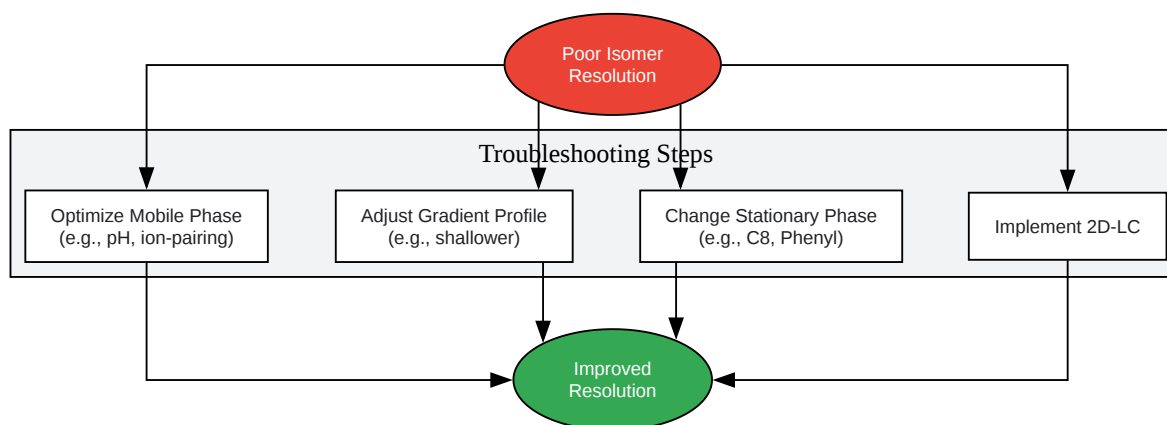 Poor Isomer
Resolution
Troubleshooting Steps
Optimize Mobile Phase
(e.g., pH, ion-pairing)
Adjust Gradient Profile
(e.g., shallower)
Change Stationary Phase
(e.g., C8, Phenyl)
Implement 2D-LC
Improved
Resolution